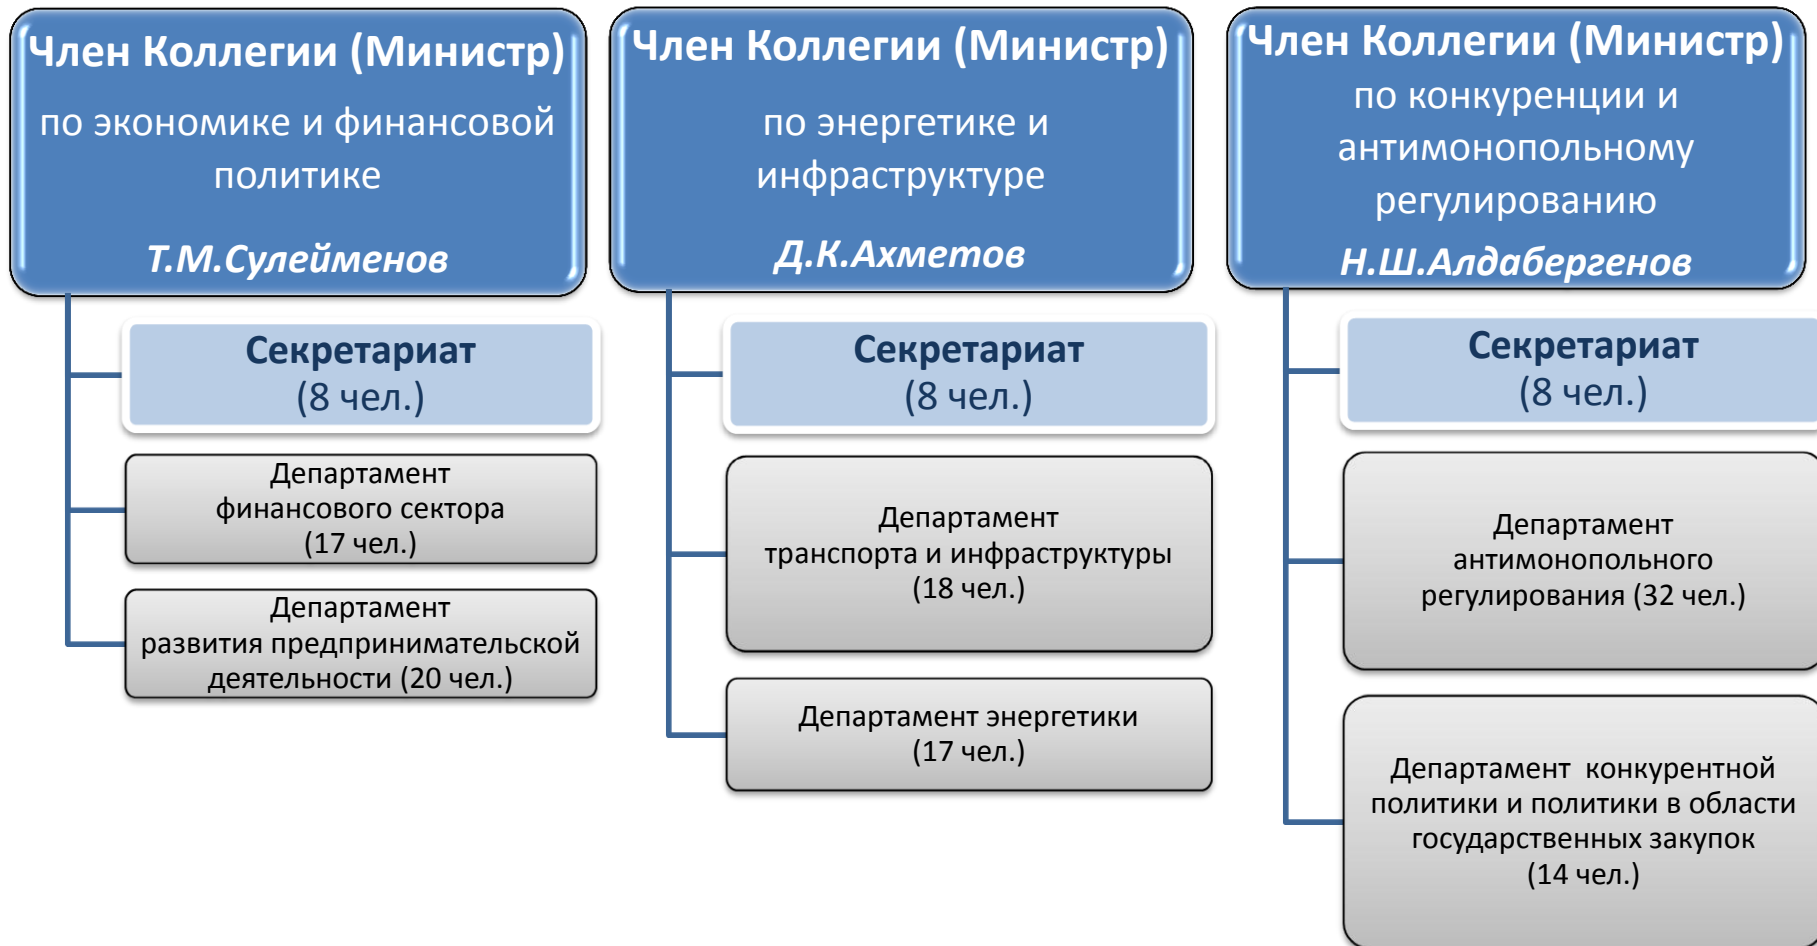 Член Коллегии (Министр)
по экономике и финансовой
политике
Т.М.Сулейменов
Секретариат
(8 чел.)
Департамент
финансового сектора
(17 чел.)
Департамент
развития предпринимательской
деятельности (20 чел.)
Член Коллегии (Министр)
по энергетике и
инфраструктуре
Д.К.Ахметов
Секретариат
(8 чел.)
Департамент
транспорта и инфраструктуры
(18 чел.)
Департамент энергетики
(17 чел.)
Член Коллегии (Министр)
по конкуренции и
антимонопольному
регулированию
Н.Ш.Алдабергенов
Секретариат
(8 чел.)
Департамент
антимонопольного
регулирования (32 чел.)
Департамент  конкурентной
политики и политики в области
государственных закупок
(14 чел.)